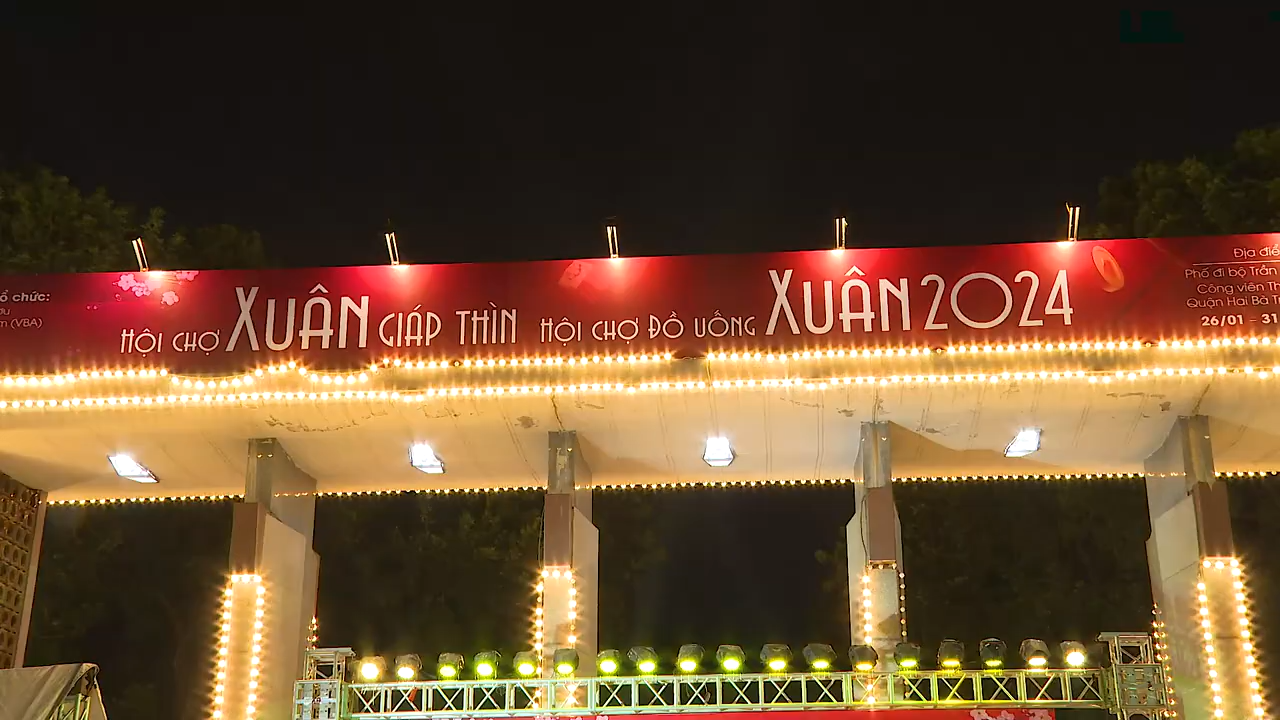 ổ chức:
m (VBA)
HỘI CHỢ XUÂN GIÁP THÌN HỘI CHỢ ĐỒ UỐNG XUÂN 2024
Địa điể
Phố đi bộ Trần
Công viên Th
Quận Hai Bà T
26/01 - 31